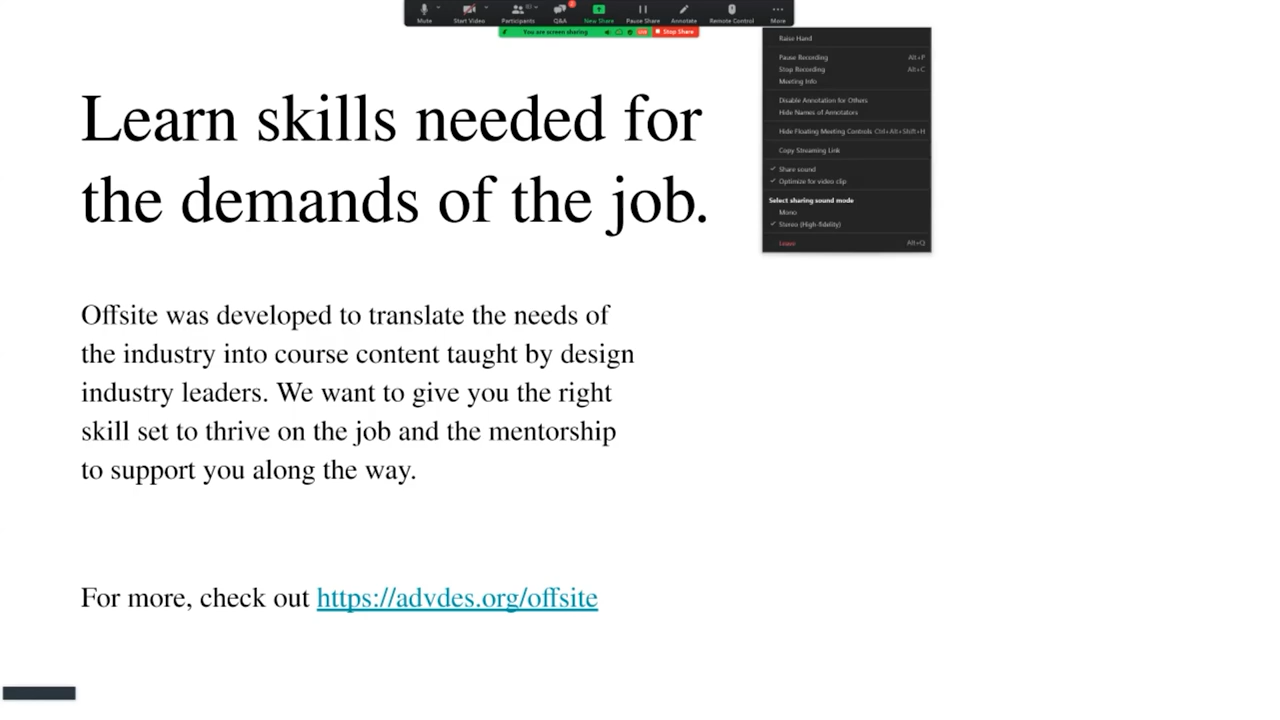 Mute
Start Video
Participants
Q&A
New Share
Pause Share
Annotate
Remote Control
More
You are screen sharing
Stop Share
Raise Hand
Pause Recording Alt+P
Stop Recording Alt+C
Meeting Info
Disable Annotation for Others
Hide Names of Annotators
Hide Floating Meeting Controls Ctrl+Alt+Shift+H
Copy Streaming Link
Share sound
Optimize for video clip
Select sharing sound mode
Mono
Stereo (High-fidelity)
Leave Alt+Q
Learn skills needed for
the demands of the job.
Offsite was developed to translate the needs of
the industry into course content taught by design
industry leaders. We want to give you the right
skill set to thrive on the job and the mentorship
to support you along the way.
For more, check out https://advdes.org/offsite